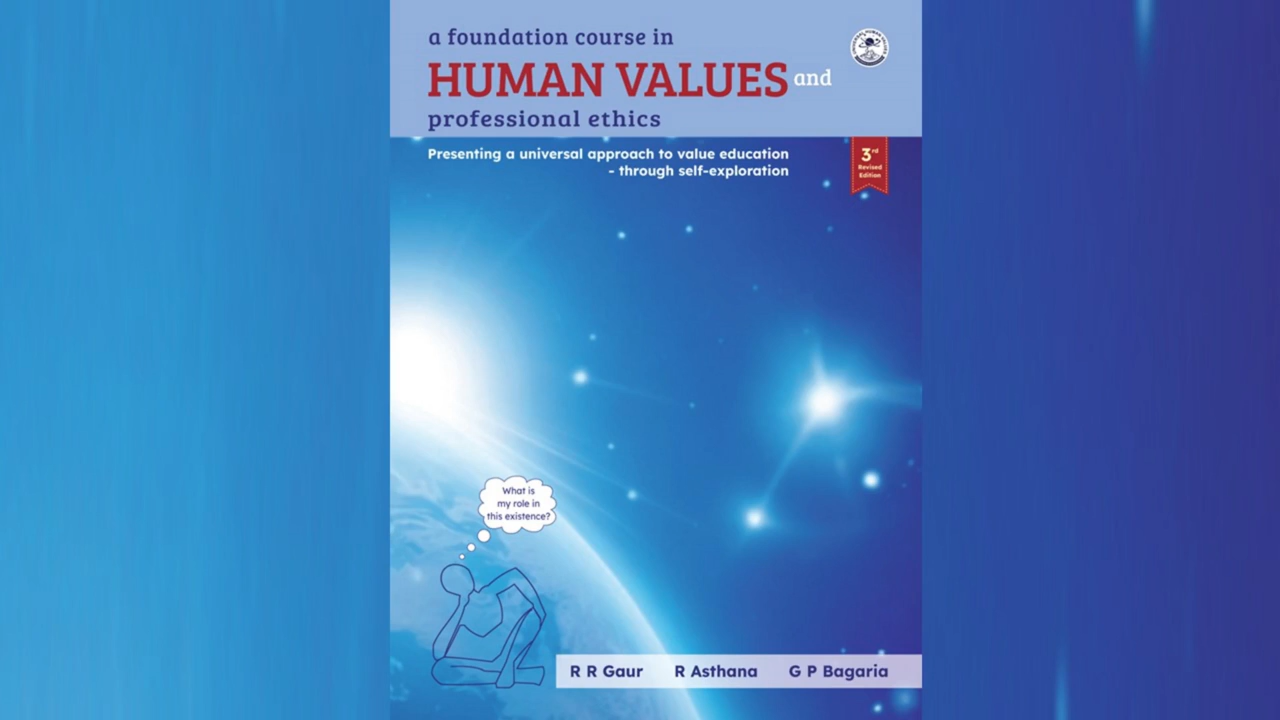 a foundation course in
HUMAN VALUES and
professional ethics
Presenting a universal approach to value education
- through self-exploration
3rd
Revised
Edition
What is
my role in
this existence?
R R Gaur R Asthana G P Bagaria